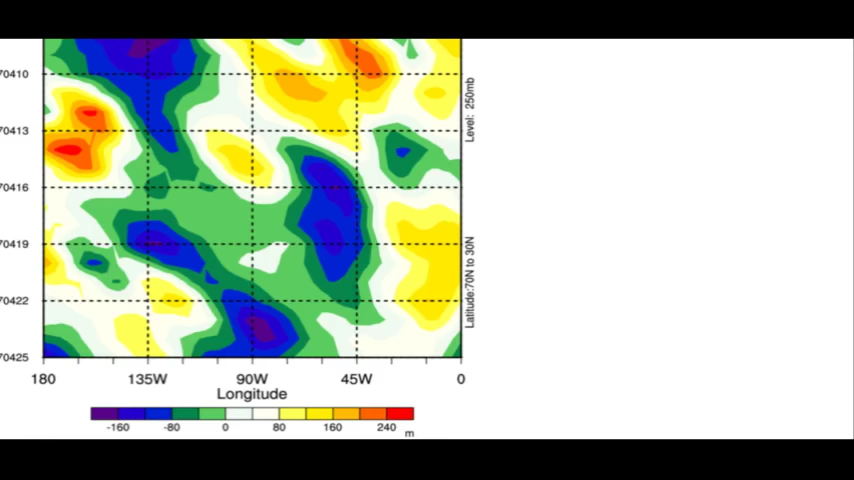 70410
70413
70416
70419
70422
70425
180 135W 90W 45W 0
Longitude
-160 -80 0 80 160 240
m
Level: 250mb
Latitude:70N to 30N